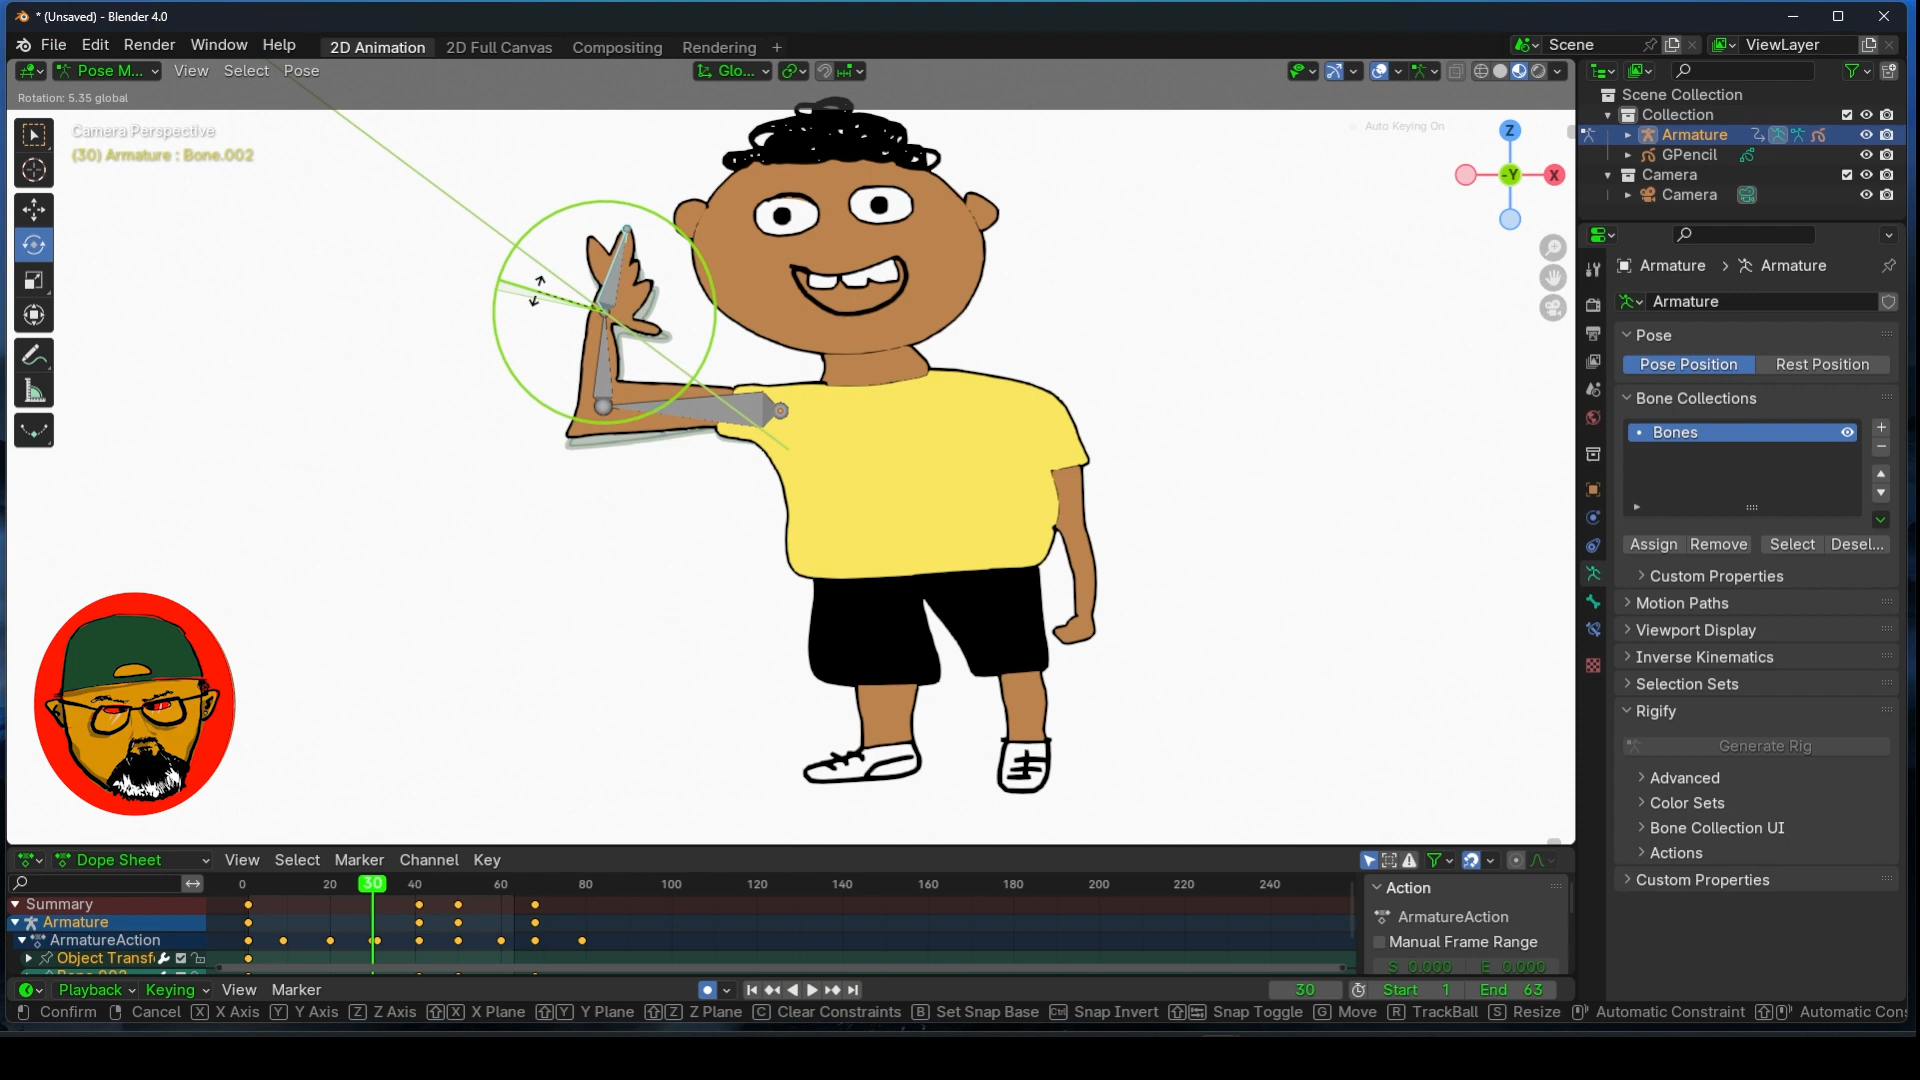 * (Unsaved) - Blender 4.0
File Edit Render Window Help 2D Animation 2D Full Canvas Compositing Rendering + Scene ViewLayer
Pose M... View Select Pose Glo...
Rotation: 5.35 global
Camera Perspective
(30) Armature : Bone.002
Auto Keying On
Z
-Y X
Scene Collection
Collection
Armature
GPencil
Camera
Camera
Armature > Armature
Armature
Pose
Pose Position Rest Position
Bone Collections
Bones
Assign Remove Select Desel...
Custom Properties
Motion Paths
Viewport Display
Inverse Kinematics
Selection Sets
Rigify
Generate Rig
Advanced
Color Sets
Bone Collection UI
Actions
Custom Properties
Dope Sheet View Select Marker Channel Key
0 20 30 40 60 80 100 120 140 160 180 200 220 240
Summary
Armature
ArmatureAction
Object Transf
Action
ArmatureAction
Manual Frame Range
S 0.000 E 0.000
Playback Keying View Marker 30 Start 1 End 63
Confirm Cancel X X Axis Y Y Axis Z Z Axis X X Plane Y Y Plane Z Z Plane C Clear Constraints B Set Snap Base Ctrl Snap Invert Snap Toggle G Move R TrackBall S Resize Automatic Constraint Automatic Cons